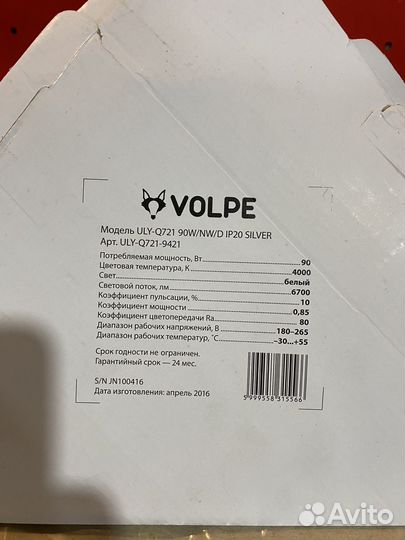 VOLPE
Модель ULY-Q721 90W/NW/D IP20 SILVER
Арт. ULY-Q721-9421
Потребляемая мощность, Вт 90
Цветовая температура, К 4000
Свет белый
Световой поток, лм 6700
Коэффициент пульсации, % 10
Коэффициент мощности 0,85
Коэффициент цветопередачи Ra 80
Диапазон рабочих напряжений, В 180–265
Диапазон рабочих температур, °С –30...+55
Срок годности не ограничен.
Гарантийный срок — 24 мес.
S/N JN100416
Дата изготовления: апрель 2016
5 999558 315566
Avito